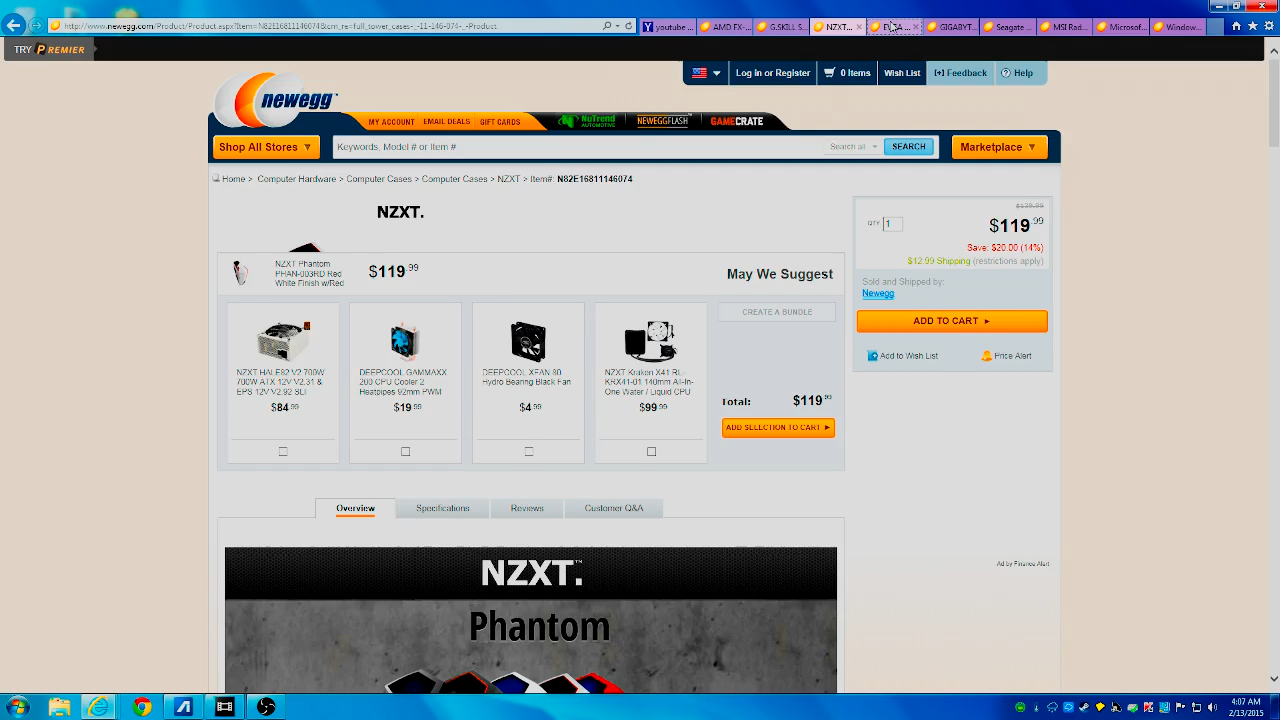 http://www.newegg.com/Product/Product.aspx?Item=N82E16811146074&cm_re=full_tower_cases-_-11-146-074-_-Product
youtube ...
AMD FX-...
G.SKILL S...
NZXT...
GIGABYT...
Seagate ...
MSI Rad...
Microsof...
Window...
TRY PREMIER
newegg
Log in or Register
0 Items
Wish List
[+] Feedback
Help
MY ACCOUNT
EMAIL DEALS
GIFT CARDS
NUTREND AUTOMOTIVE
NEWEGGFLASH
GAMECRATE
Shop All Stores
Keywords, Model # or Item #
Search all
SEARCH
Marketplace
Home > Computer Hardware > Computer Cases > Computer Cases > NZXT > Item#: N82E16811146074
NZXT.
$139.99
QTY 1
$119.99
Save: $20.00 (14%)
$12.99 Shipping (restrictions apply)
Sold and Shipped by:
Newegg
ADD TO CART
Add to Wish List
Price Alert
NZXT Phantom
PHAN-003RD Red
White Finish w/Red
$119.99
May We Suggest
NZXT HALE82 V2 700W
700W ATX 12V V2.31 &
EPS 12V V2.92 SLI
$84.99
DEEPCOOL GAMMAXX
200 CPU Cooler 2
Heatpipes 92mm PWM
$19.99
DEEPCOOL XFAN 80
Hydro Bearing Black Fan
$4.99
NZXT Kraken X41 RL-
KRX41-01 140mm All-In-
One Water / Liquid CPU
$99.99
CREATE A BUNDLE
Total: $119.99
ADD SELECTION TO CART
Overview
Specifications
Reviews
Customer Q&A
NZXT.™
Phantom
Ad by Finance Alert
4:07 AM
2/13/2015